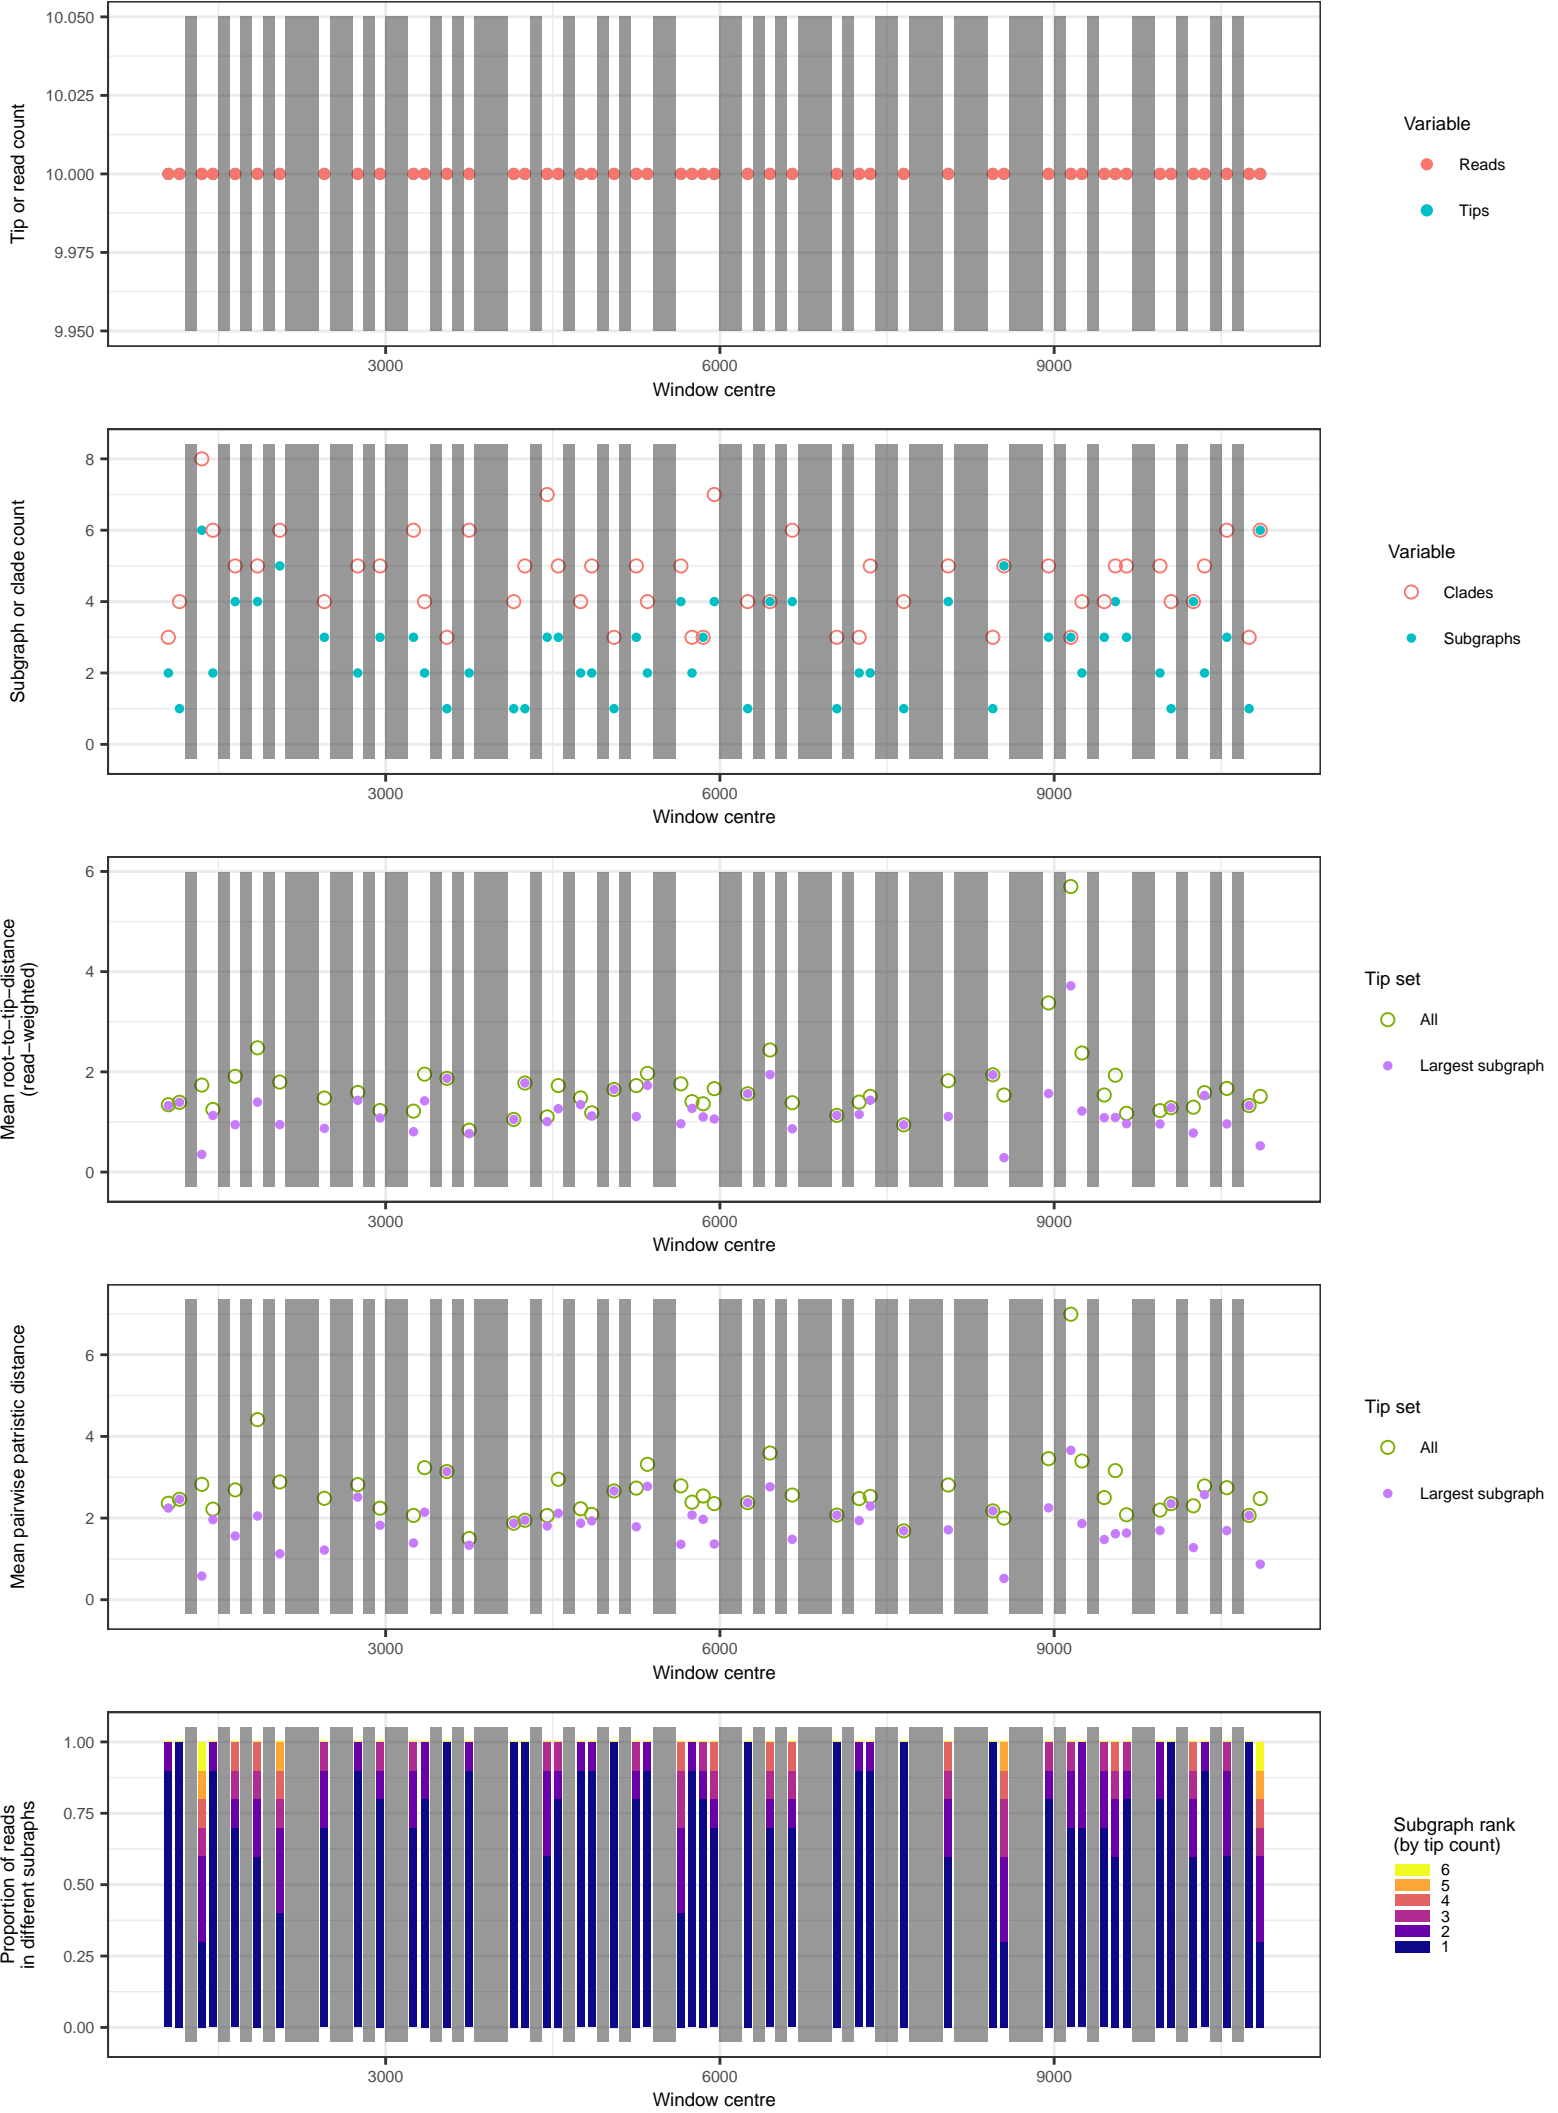 10.050
10.025
10.000
9.975
9.950
Tip or read count
3000
6000
9000
Window centre
Variable
Reads
Tips
8
6
4
2
0
Subgraph or clade count
3000
6000
9000
Window centre
Variable
Clades
Subgraphs
6
4
2
0
Mean root−to−tip−distance
(read−weighted)
3000
6000
9000
Window centre
Tip set
All
Largest subgraph
6
4
2
0
Mean pairwise patristic distance
3000
6000
9000
Window centre
Tip set
All
Largest subgraph
1.00
0.75
0.50
0.25
0.00
Proportion of reads
in different subraphs
3000
6000
9000
Window centre
Subgraph rank
(by tip count)
6
5
4
3
2
1